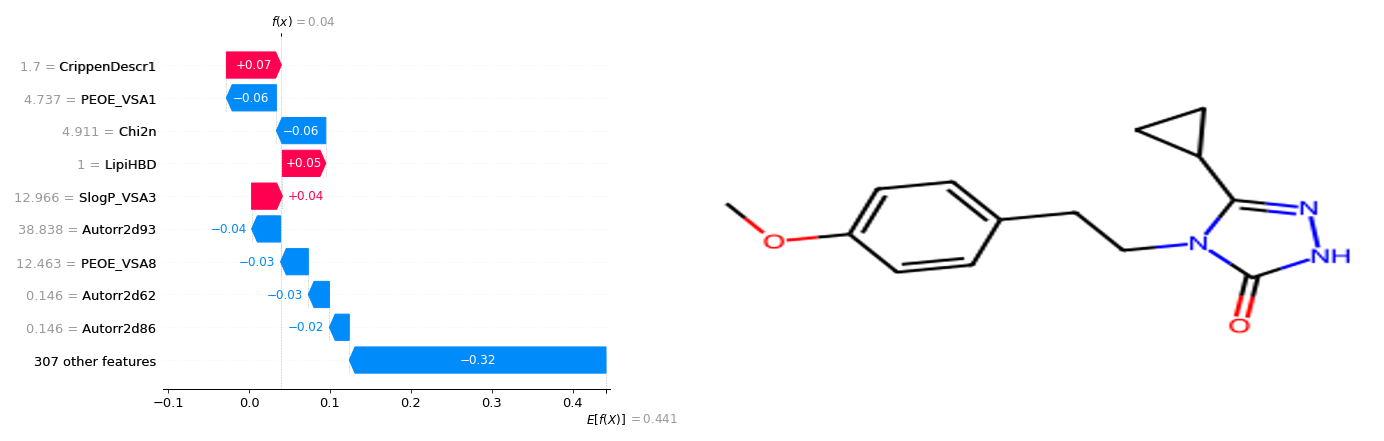 f(x) = 0.04
1.7 = CrippenDescr1
+0.07
4.737 = PEOE_VSA1
−0.06
4.911 = Chi2n
−0.06
1 = LipiHBD
+0.05
12.966 = SlogP_VSA3
+0.04
38.838 = Autorr2d93
−0.04
12.463 = PEOE_VSA8
−0.03
0.146 = Autorr2d62
−0.03
0.146 = Autorr2d86
−0.02
307 other features
−0.32
−0.1 0.0 0.1 0.2 0.3 0.4
E[f(X)] = 0.441
N
N
NH
O
O